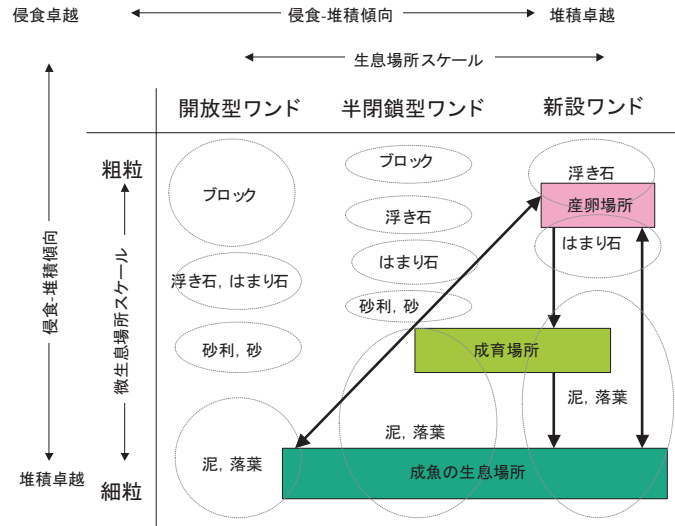 侵食卓越
侵食-堆積傾向
堆積卓越
生息場所スケール
開放型ワンド
半閉鎖型ワンド
新設ワンド
粗粒
ブロック
ブロック
浮き石
産卵場所
浮き石
はまり石
はまり石
浮き石, はまり石
砂利, 砂
砂利, 砂
成育場所
泥, 落葉
泥, 落葉
泥, 落葉
成魚の生息場所
侵食-堆積傾向
微生息場所スケール
堆積卓越
細粒